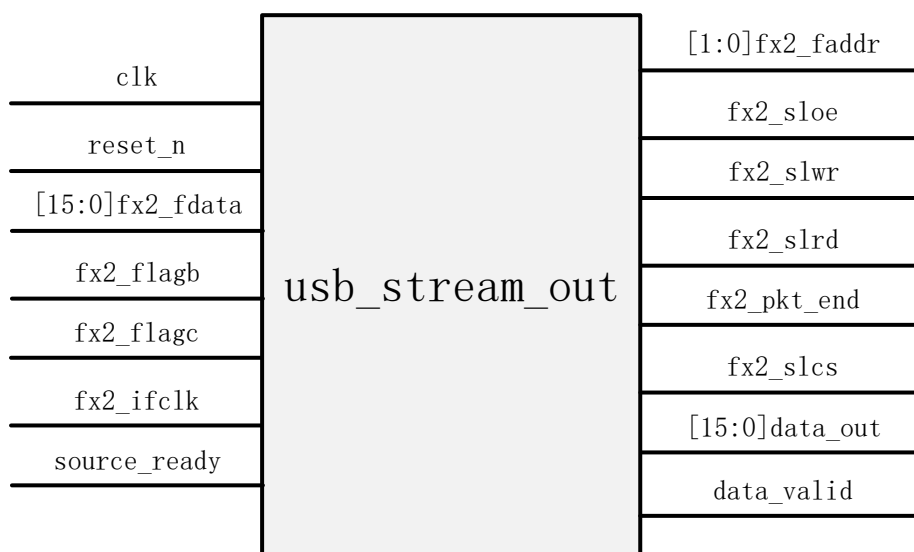 clk
reset_n
[15:0]fx2_fdata
fx2_flagb
fx2_flagc
fx2_ifclk
source_ready
usb_stream_out
[1:0]fx2_faddr
fx2_sloe
fx2_slwr
fx2_slrd
fx2_pkt_end
fx2_slcs
[15:0]data_out
data_valid